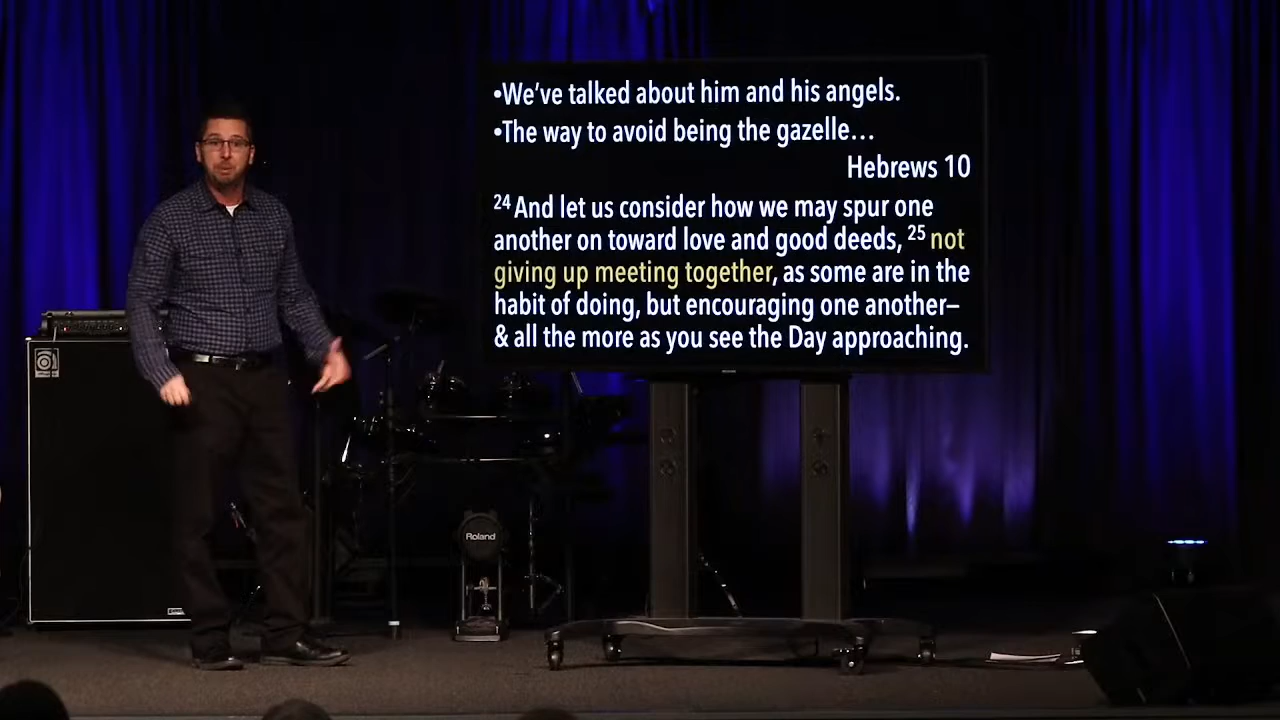 •We’ve talked about him and his angels.
•The way to avoid being the gazelle…
Hebrews 10
24 And let us consider how we may spur one
another on toward love and good deeds, 25 not
giving up meeting together, as some are in the
habit of doing, but encouraging one another–
& all the more as you see the Day approaching.
Roland